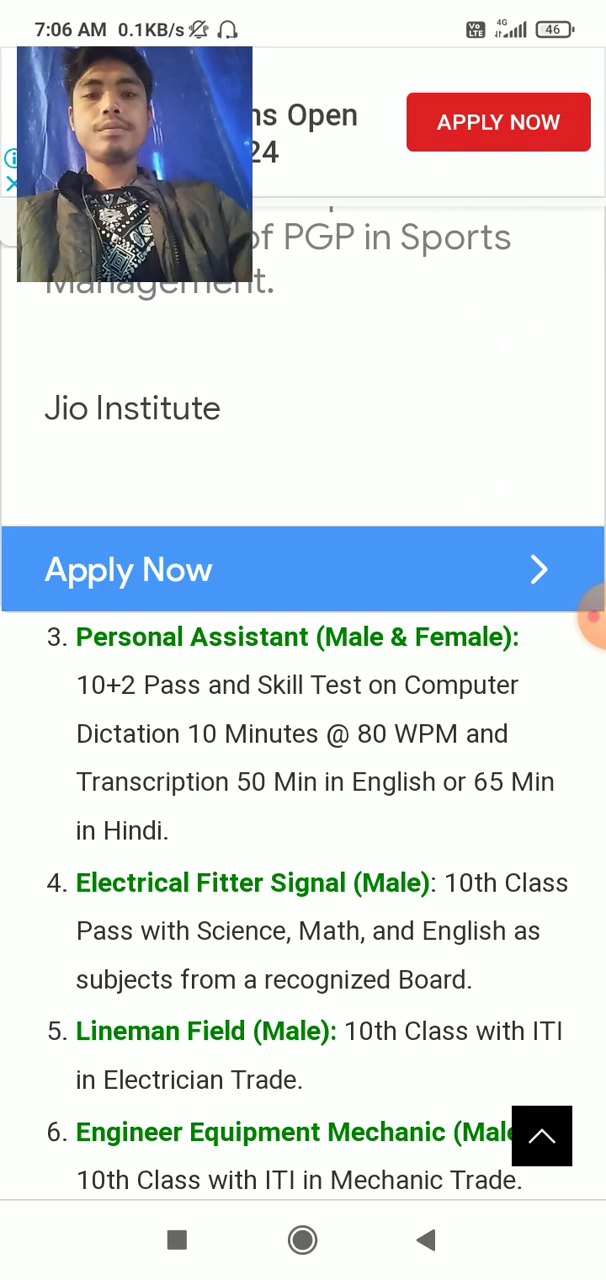 7:06 AM 0.1KB/s
Vo LTE 4G 46
Open
24
APPLY NOW
of PGP in Sports
Management.
Jio Institute
Apply Now
3. Personal Assistant (Male & Female):
10+2 Pass and Skill Test on Computer
Dictation 10 Minutes @ 80 WPM and
Transcription 50 Min in English or 65 Min
in Hindi.
4. Electrical Fitter Signal (Male): 10th Class
Pass with Science, Math, and English as
subjects from a recognized Board.
5. Lineman Field (Male): 10th Class with ITI
in Electrician Trade.
6. Engineer Equipment Mechanic (Male
10th Class with ITI in Mechanic Trade.